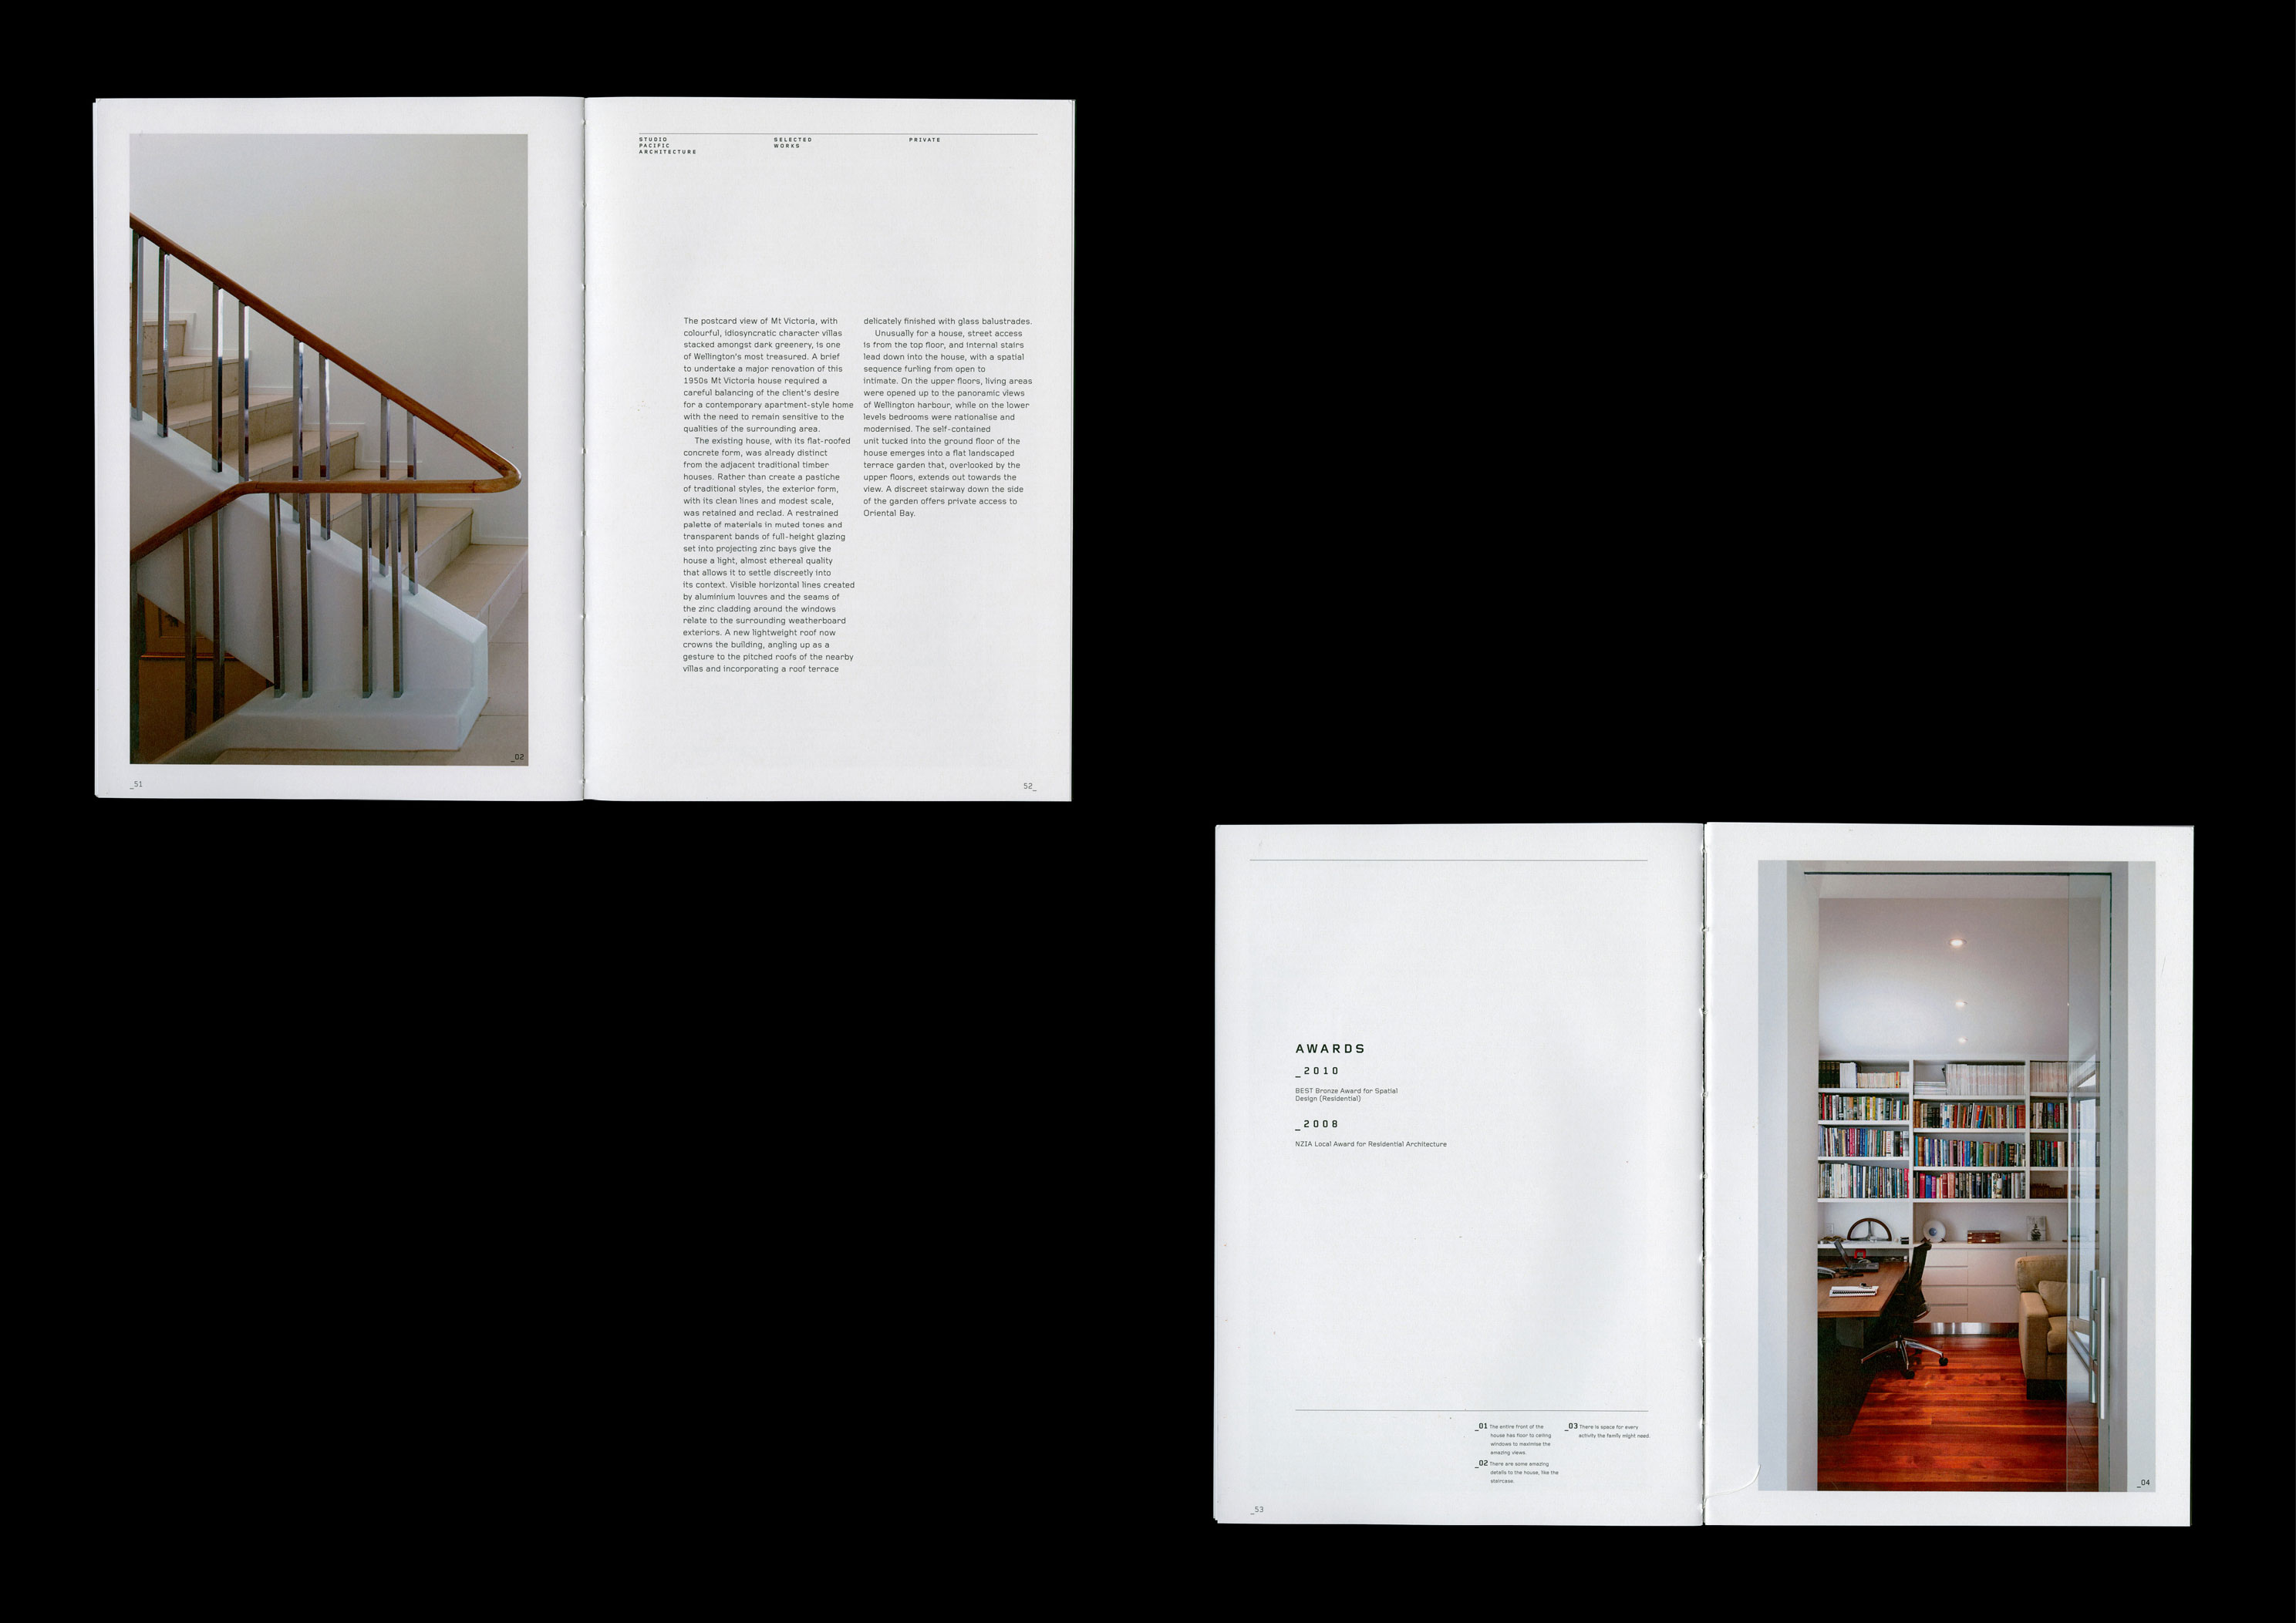 STUDIO
PACIFIC
ARCHITECTURE
SELECTED
WORKS
PRIVATE
The postcard view of Mt Victoria, with
colourful, idiosyncratic character villas
stacked amongst dark greenery, is one
of Wellington's most treasured. A brief
to undertake a major renovation of this
1950s Mt Victoria house required a
careful balancing of the client's desire
for a contemporary apartment-style home
with the need to remain sensitive to the
qualities of the surrounding area.
The existing house, with its flat-roofed
concrete form, was already distinct
from the adjacent traditional timber
houses. Rather than create a pastiche
of traditional styles, the exterior form,
with its clean lines and modest scale,
was retained and reclad. A restrained
palette of materials in muted tones and
transparent bands of full-height glazing
set into projecting zinc bays give the
house a light, almost ethereal quality
that allows it to settle discreetly into
its context. Visible horizontal lines created
by aluminium louvres and the seams of
the zinc cladding around the windows
relate to the surrounding weatherboard
exteriors. A new lightweight roof now
crowns the building, angling up as a
gesture to the pitched roofs of the nearby
villas and incorporating a roof terrace
delicately finished with glass balustrades.
Unusually for a house, street access
is from the top floor, and internal stairs
lead down into the house, with a spatial
sequence furling from open to
intimate. On the upper floors, living areas
were opened up to the panoramic views
of Wellington harbour, while on the lower
levels bedrooms were rationalise and
modernised. The self-contained
unit tucked into the ground floor of the
house emerges into a flat landscaped
terrace garden that, overlooked by the
upper floors, extends out towards the
view. A discreet stairway down the side
of the garden offers private access to
Oriental Bay.
_02
_51
52_
AWARDS
_2010
BEST Bronze Award for Spatial
Design (Residential)
_2008
NZIA Local Award for Residential Architecture
_01 The entire front of the
house has floor to ceiling
windows to maximise the
amazing views.
_02 There are some amazing
details to the house, like the
staircase.
_03 There is space for every
activity the family might need.
_53
_04